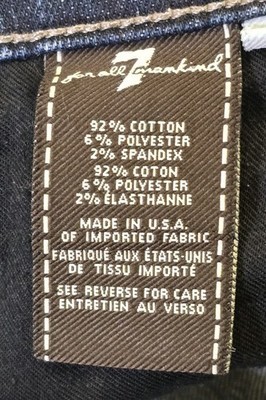 7
for all mankind
92% COTTON
6% POLYESTER
2% SPANDEX
92% COTON
6% POLYESTER
2% ÉLASTHANNE
MADE IN U.S.A.
OF IMPORTED FABRIC
FABRIQUÉ AUX ÉTATS-UNIS
DE TISSU IMPORTÉ
SEE REVERSE FOR CARE
ENTRETIEN AU VERSO